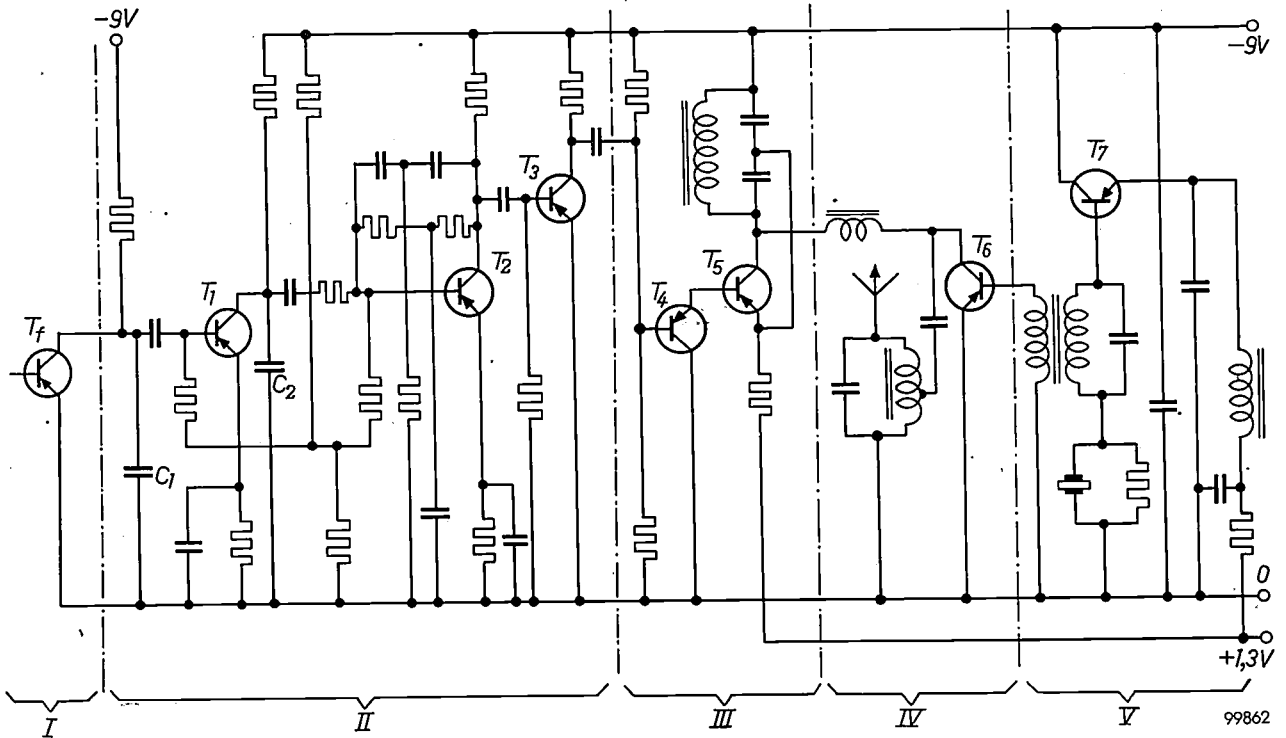 -9V
-9V
T7
T3
T6
T2
T5
T1
T4
Tf
C2
C1
0
+1,3V
I
II
III
IV
V
99862